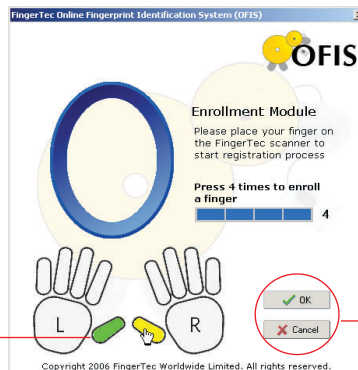 FingerTec Online Fingerprint Identification System (OFIS)
OFIS
Enrollment Module
Please place your finger on
the FingerTec scanner to
start registration process
Press 4 times to enroll
a finger
4
L
R
OK
Cancel
Copyright 2006 FingerTec Worldwide Limited. All rights reserved.